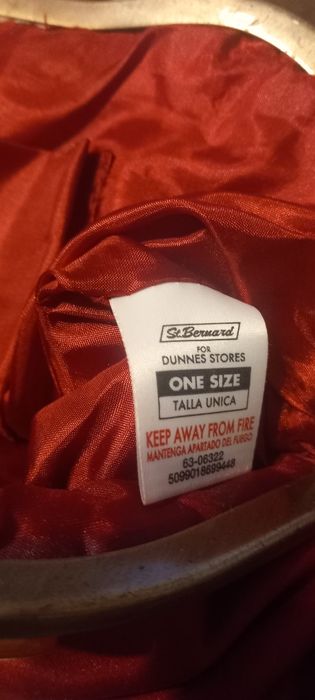 St. Bernard
FOR
DUNNES STORES
ONE SIZE
TALLA UNICA
KEEP AWAY FROM FIRE
MANTENGA APARTADO DEL FUEGO
63-06322
5099018699448